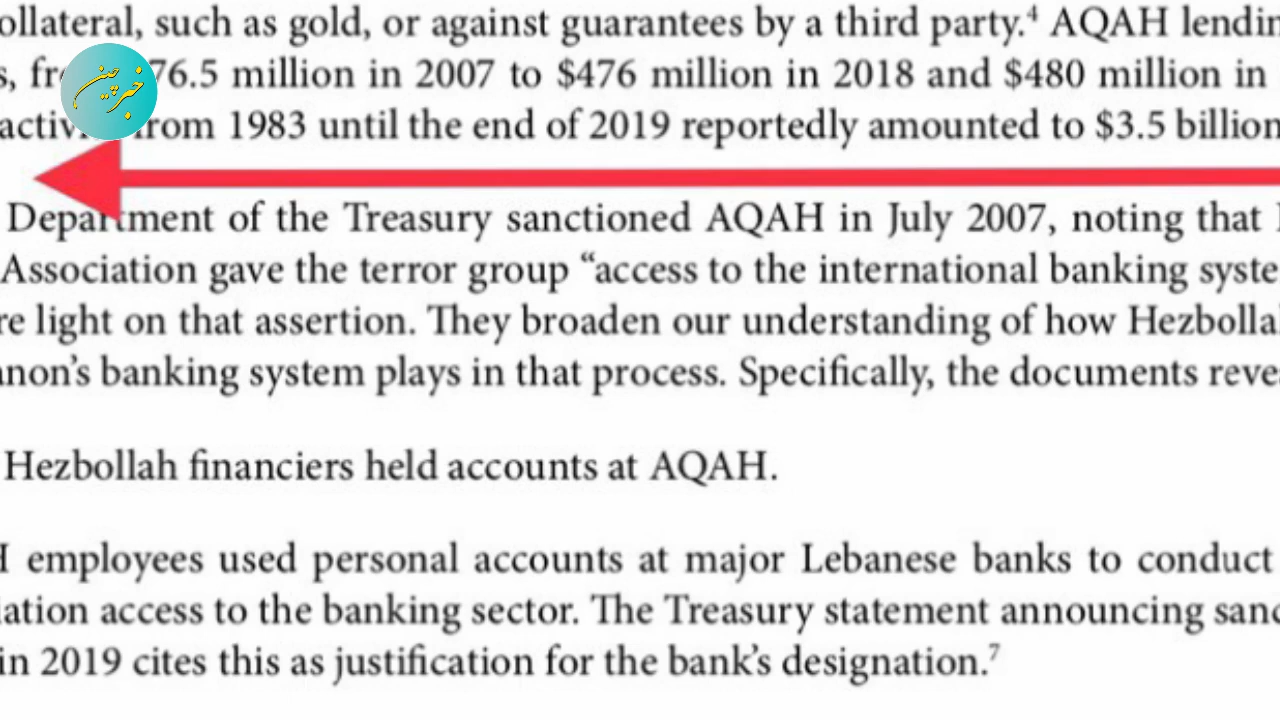 ollateral, such as gold, or against guarantees by a third party.⁴ AQAH lendin
s, fr 76.5 million in 2007 to $476 million in 2018 and $480 million in
activ from 1983 until the end of 2019 reportedly amounted to $3.5 billion
Department of the Treasury sanctioned AQAH in July 2007, noting that
Association gave the terror group “access to the international banking syste
re light on that assertion. They broaden our understanding of how Hezbolla
anon’s banking system plays in that process. Specifically, the documents reve
Hezbollah financiers held accounts at AQAH.
H employees used personal accounts at major Lebanese banks to conduct
iation access to the banking sector. The Treasury statement announcing sanc
in 2019 cites this as justification for the bank’s designation.⁷
خبرچین